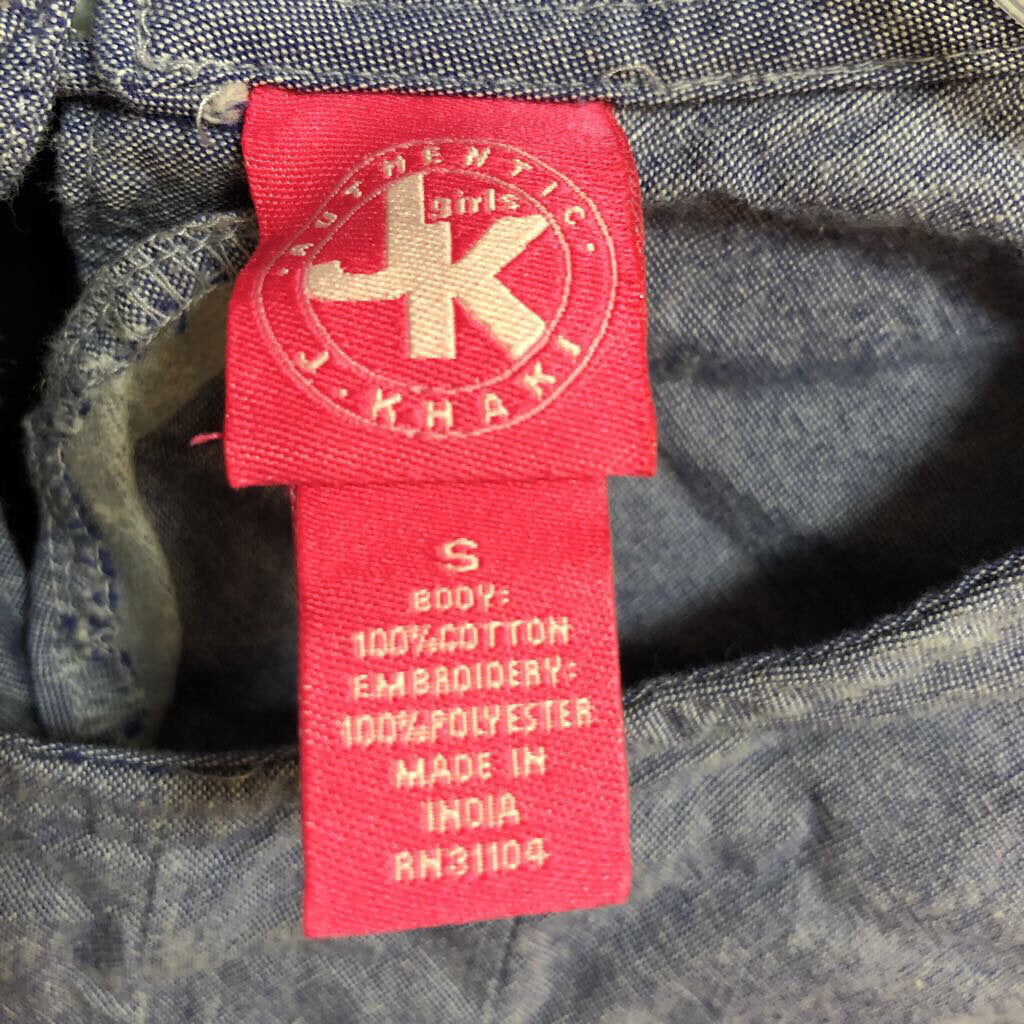 · AUTHENTIC ·
girls
JK
J · KHAKI
S
BODY:
100%COTTON
EMBROIDERY:
100%POLYESTER
MADE IN
INDIA
RN31104